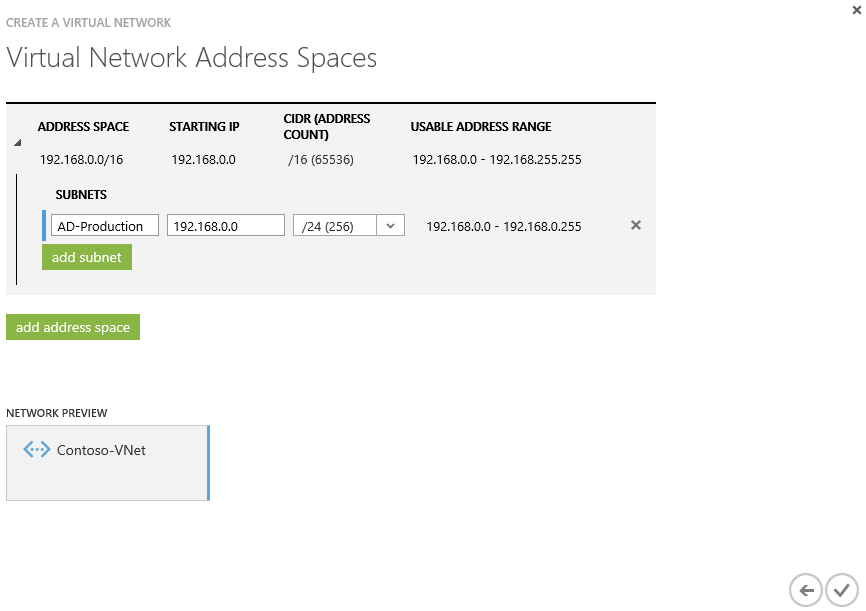 CREATE A VIRTUAL NETWORK
Virtual Network Address Spaces
ADDRESS SPACE STARTING IP CIDR (ADDRESS COUNT) USABLE ADDRESS RANGE
192.168.0.0/16 192.168.0.0 /16 (65536) 192.168.0.0 - 192.168.255.255
SUBNETS
AD-Production 192.168.0.0 /24 (256) 192.168.0.0 - 192.168.0.255
add subnet
add address space
NETWORK PREVIEW
Contoso-VNet